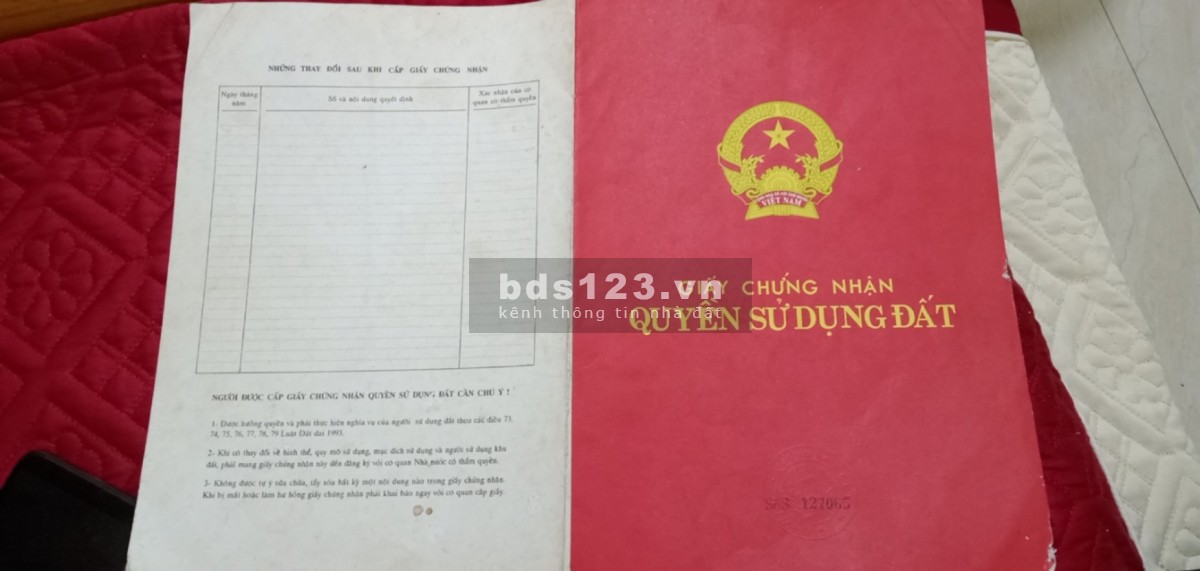 NHỮNG THAY ĐỔI SAU KHI CẤP GIẤY CHỨNG NHẬN
Ngày tháng năm
Số và nội dung quyết định
Xác nhận của cơ quan có thẩm quyền
NGƯỜI ĐƯỢC CẤP GIẤY CHỨNG NHẬN QUYỀN SỬ DỤNG ĐẤT CẦN CHÚ Ý !
1- Được hưởng quyền và phải thực hiện nghĩa vụ của người sử dụng đất theo các điều 73,
74, 75, 76, 77, 78, 79 Luật Đất đai 1993.
2- Khi có thay đổi về hình thể, quy mô sử dụng, mục đích sử dụng và người sử dụng khu
đất, phải mang giấy chứng nhận này đến đăng ký với cơ quan Nhà nước có thẩm quyền.
3- Không được tự ý sửa chữa, tẩy xóa bất kỳ một nội dung nào trong giấy chứng nhận.
Khi bị mất hoặc làm hư hỏng giấy chứng nhận phải khai báo ngay với cơ quan cấp giấy.
VIỆT NAM
GIẤY CHỨNG NHẬN
QUYỀN SỬ DỤNG ĐẤT
bds123.vn
kênh thông tin nhà đất
127065